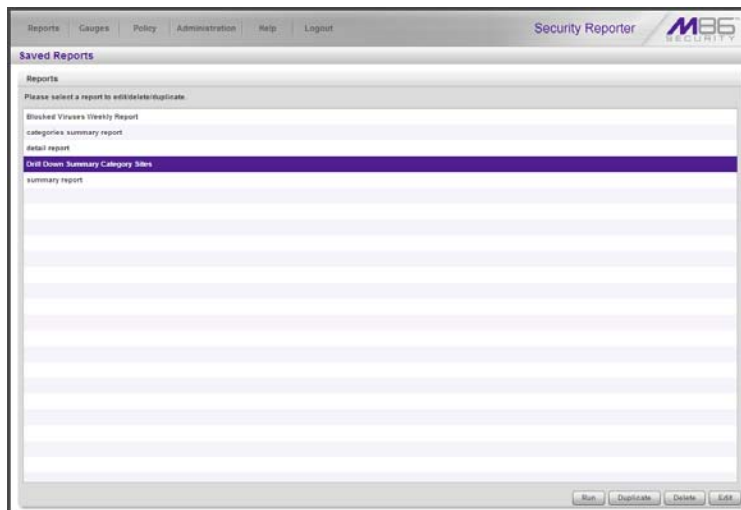 Reports Gauges Policy Administration Help Logout Security Reporter M86 SECURITY
Saved Reports
Reports
Please select a report to edit/delete/duplicate.
Blocked Viruses Weekly Report
categories summary report
detail report
Drill Down Summary Category Sites
summary report
Run Duplicate Delete Edit